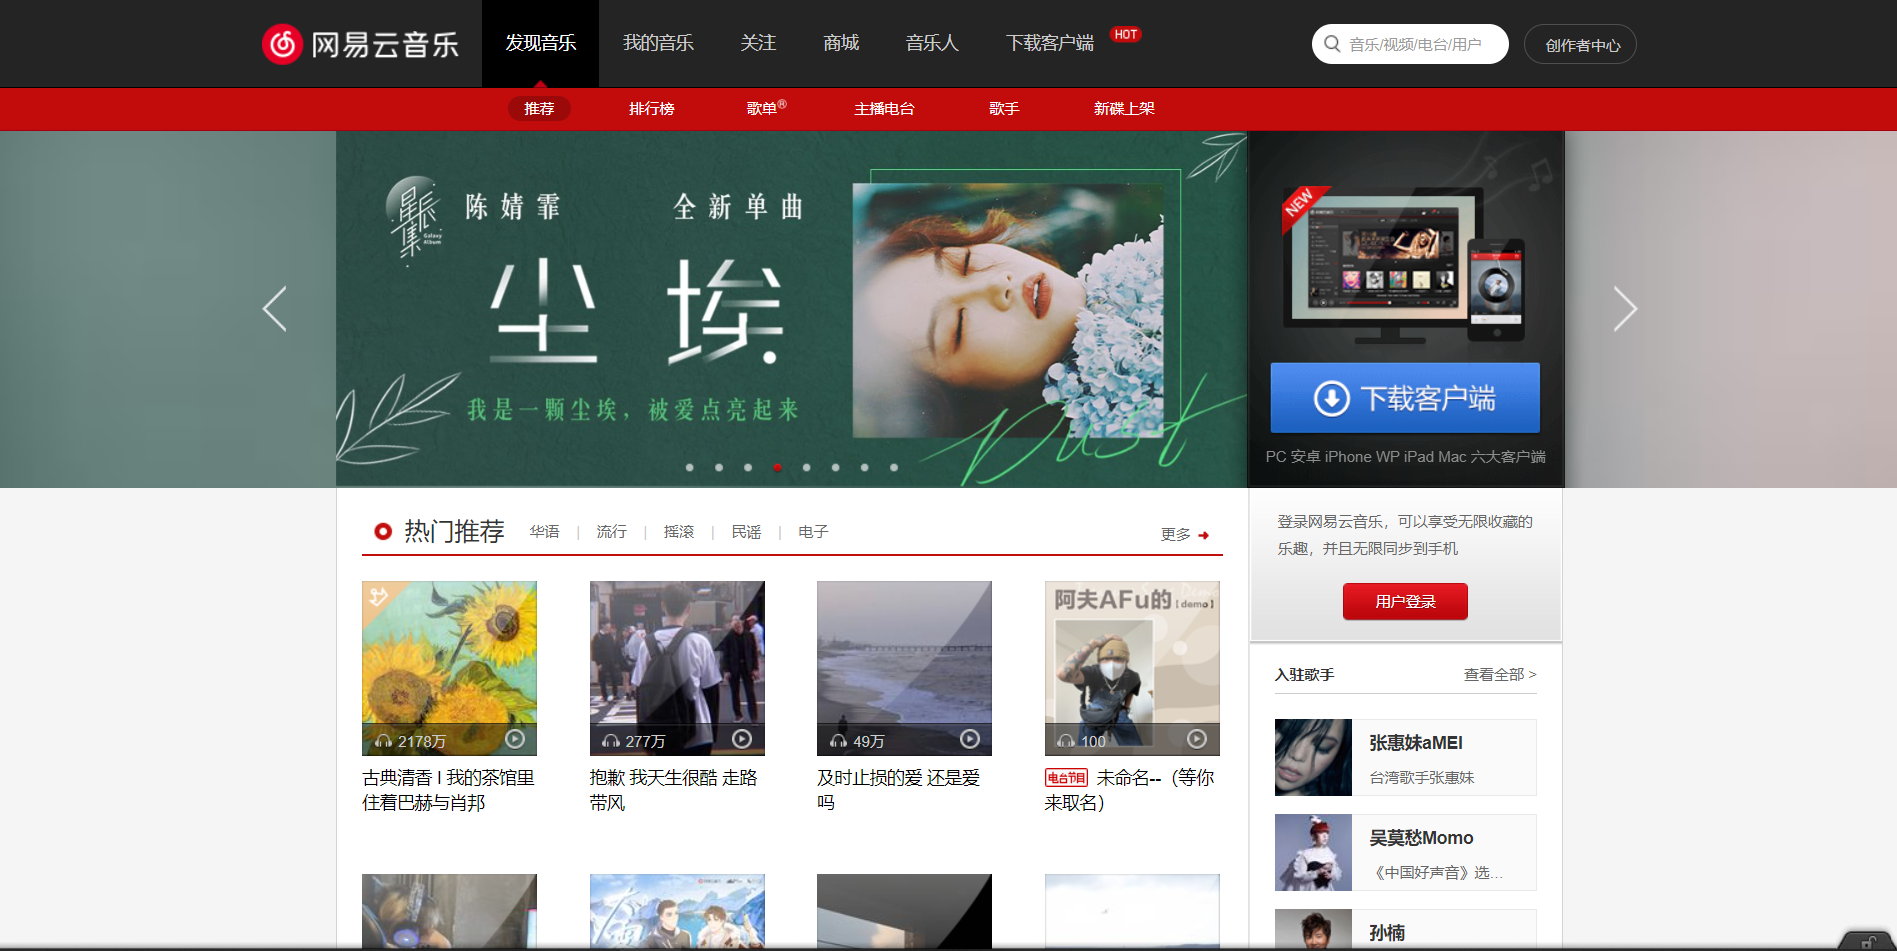 网易云音乐
发现音乐
我的音乐
关注
商城
音乐人
下载客户端
HOT
音乐/视频/电台/用户
创作者中心
推荐
排行榜
歌单®
主播电台
歌手
新碟上架
星辰集
Galaxy
Album
陈婧霏
全新单曲
尘埃
我是一颗尘埃，被爱点亮起来
Dust
NEW
下载客户端
PC 安卓 iPhone WP iPad Mac 六大客户端
热门推荐
华语 | 流行 | 摇滚 | 民谣 | 电子
更多
登录网易云音乐，可以享受无限收藏的
乐趣，并且无限同步到手机
用户登录
2178万
277万
49万
阿夫AFu的
[demo]
100
古典清香 l 我的茶馆里
住着巴赫与肖邦
抱歉 我天生很酷 走路
带风
及时止损的爱 还是爱
吗
电台节目 未命名--（等你
来取名）
入驻歌手
查看全部 >
张惠妹aMEI
台湾歌手张惠妹
吴莫愁Momo
《中国好声音》选...
孙楠